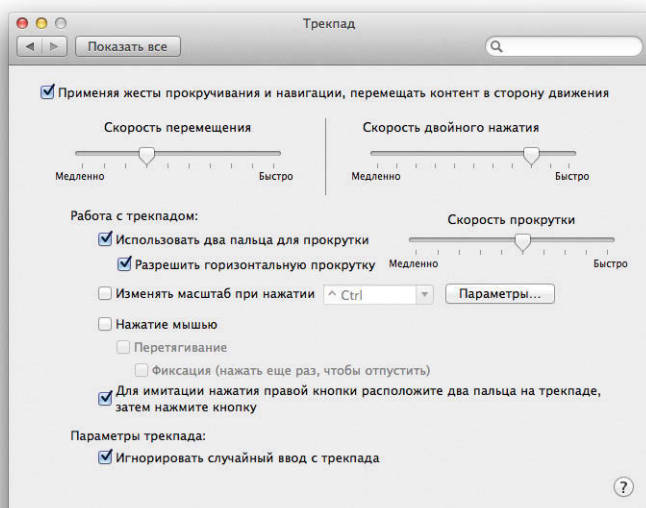 Трекпад
Показать все
Применяя жесты прокручивания и навигации, перемещать контент в сторону движения
Скорость перемещения
Скорость двойного нажатия
Медленно
Быстро
Медленно
Быстро
Работа с трекпадом:
Скорость прокрутки
Использовать два пальца для прокрутки
Разрешить горизонтальную прокрутку
Медленно
Быстро
Изменять масштаб при нажатии
^ Ctrl
Параметры...
Нажатие мышью
Перетягивание
Фиксация (нажать еще раз, чтобы отпустить)
Для имитации нажатия правой кнопки расположите два пальца на трекпаде,
затем нажмите кнопку
Параметры трекпада:
Игнорировать случайный ввод с трекпада
?